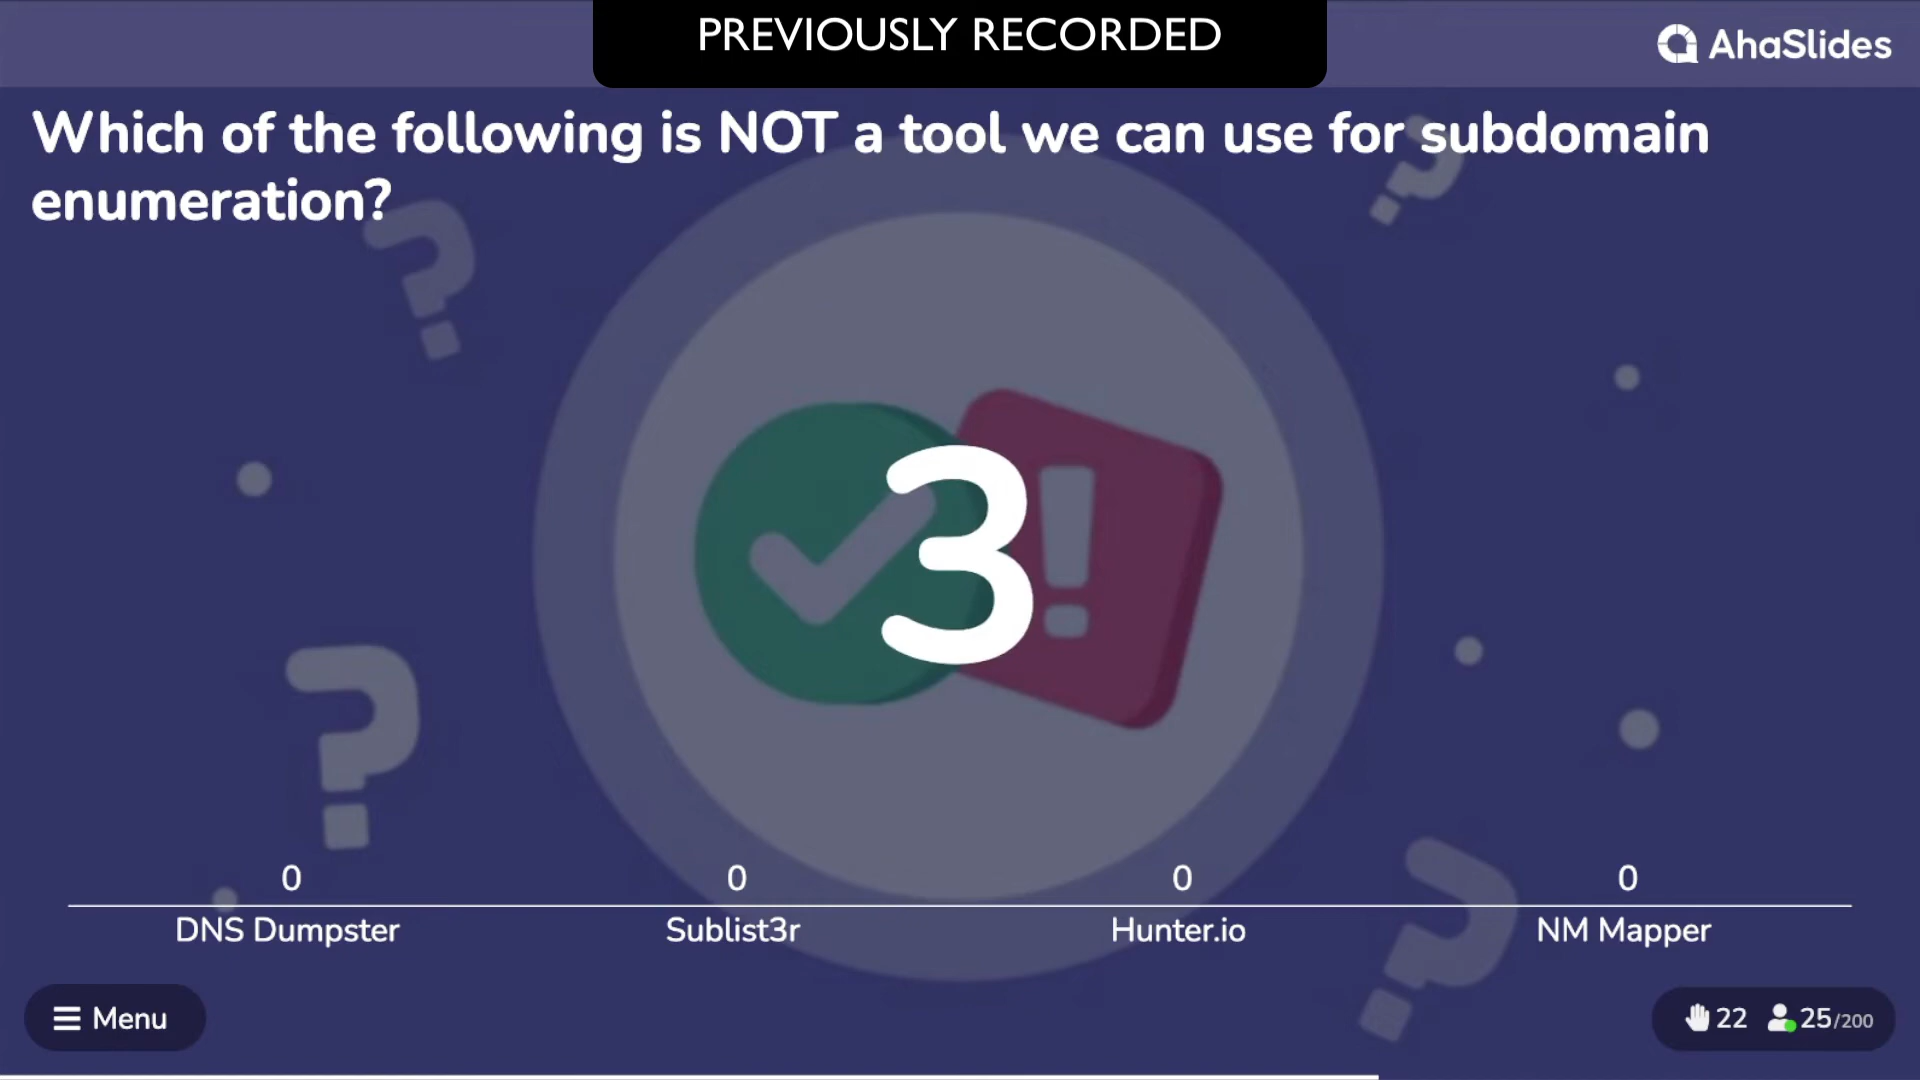 PREVIOUSLY RECORDED
AhaSlides
Which of the following is NOT a tool we can use for subdomain
enumeration?
3
0 0 0 0
DNS Dumpster Sublist3r Hunter.io NM Mapper
Menu
22 25/200